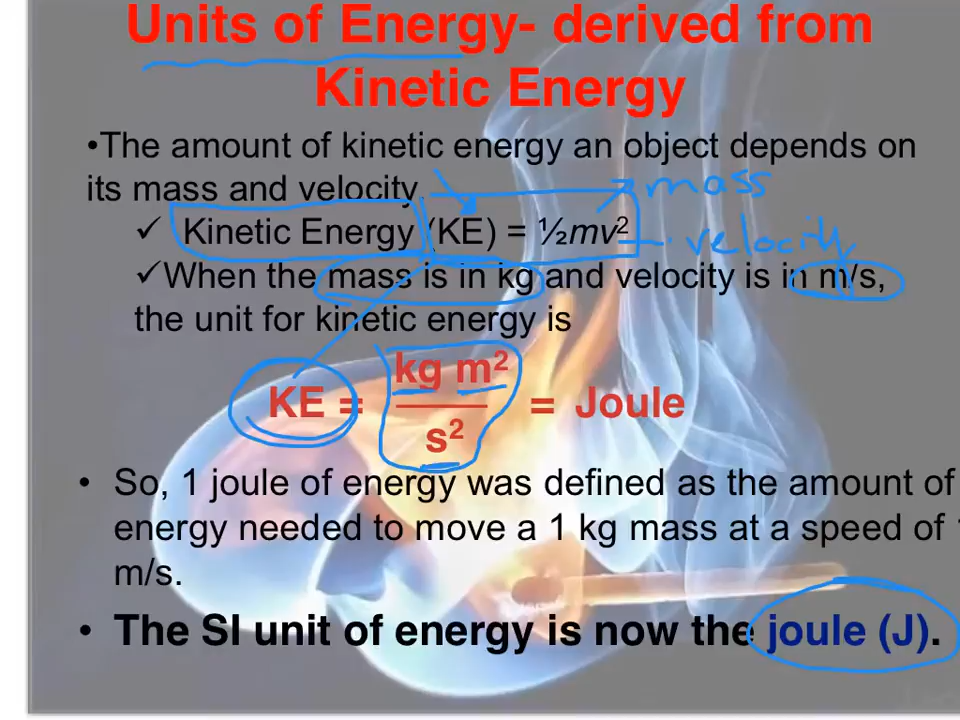 Units of Energy- derived from
Kinetic Energy
•The amount of kinetic energy an object depends on
its mass and velocity. mass
✓ Kinetic Energy (KE) = ½mv² velocity
✓When the mass is in kg and velocity is in m/s,
the unit for kinetic energy is
KE = kg m² / s² = Joule
• So, 1 joule of energy was defined as the amount of
energy needed to move a 1 kg mass at a speed of 1
m/s.
• The SI unit of energy is now the joule (J).